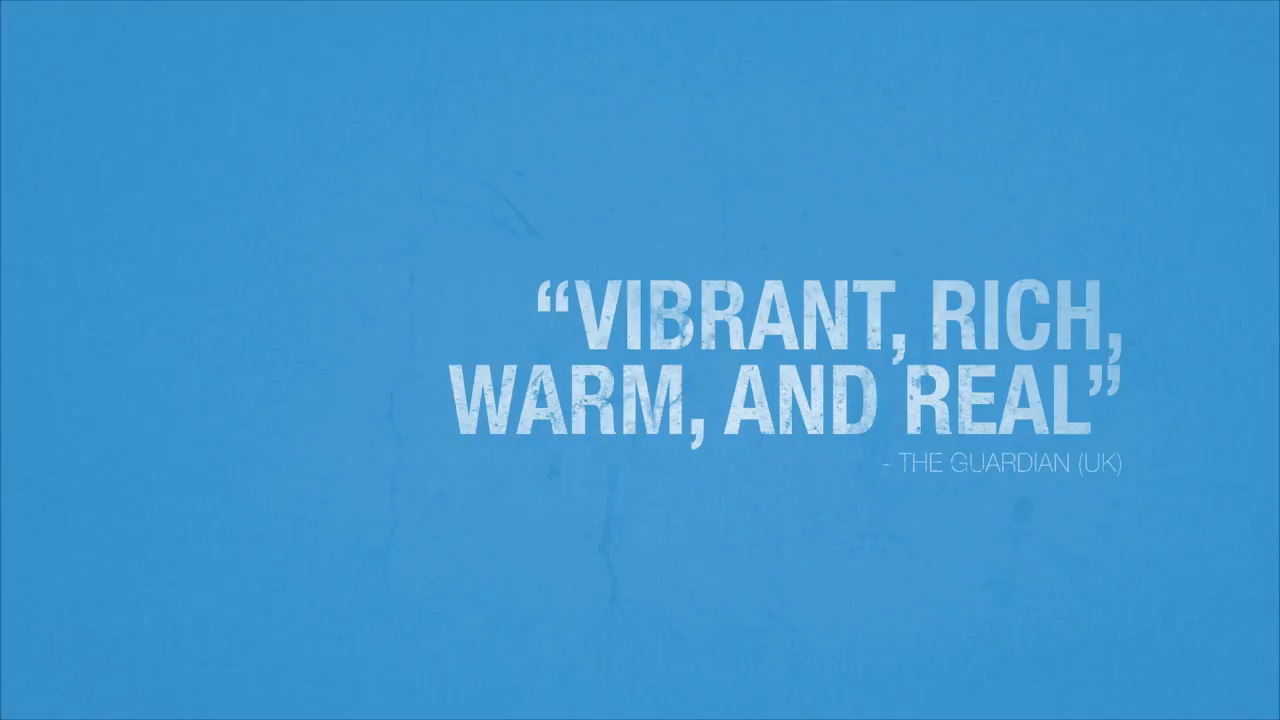 “VIBRANT, RICH,
WARM, AND REAL”
- THE GUARDIAN (UK)